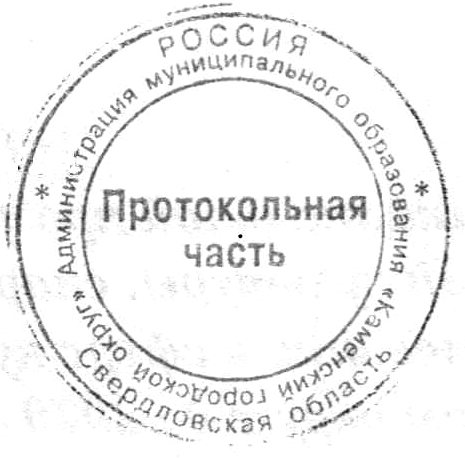 РОССИЯ
* Администрация муниципального образования «Каменский городской округ» *
Свердловская область
Протокольная
часть